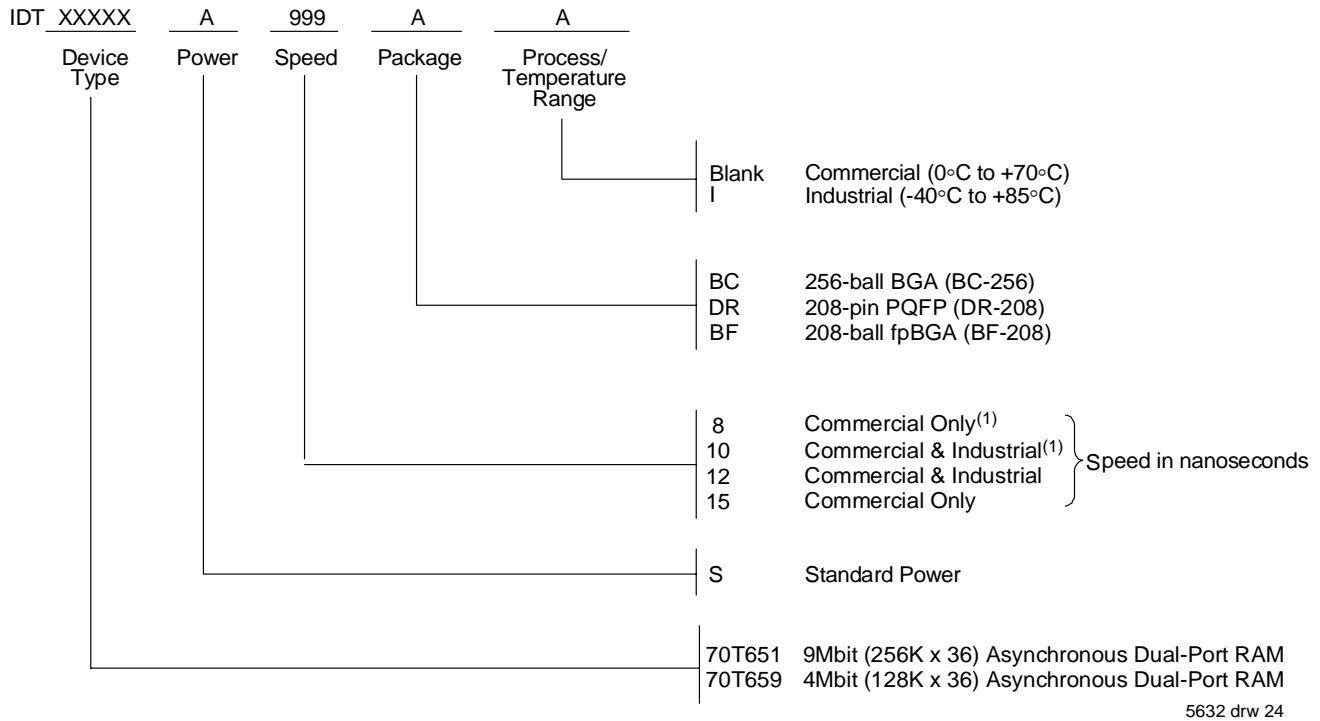 IDT XXXXX A 999 A A
Device Type Power Speed Package Process/ Temperature Range
Blank Commercial (0°C to +70°C)
I Industrial (-40°C to +85°C)
BC 256-ball BGA (BC-256)
DR 208-pin PQFP (DR-208)
BF 208-ball fpBGA (BF-208)
8 Commercial Only(1)
10 Commercial & Industrial(1)
12 Commercial & Industrial
15 Commercial Only
Speed in nanoseconds
S Standard Power
70T651 9Mbit (256K x 36) Asynchronous Dual-Port RAM
70T659 4Mbit (128K x 36) Asynchronous Dual-Port RAM
5632 drw 24